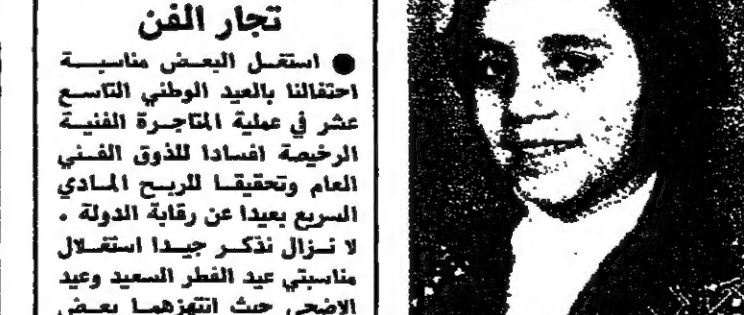 تجار الفن
● استغل البعض مناسبة
احتفالنا بالعيد الوطني التاسع
عشر في عملية المتاجرة الفنية
الرخيصة افسادا للذوق الفني
العام وتحقيقا للربح المادي
السريع بعيدا عن رقابة الدولة .
لا نزال نذكر جيدا استغلال
مناسبتي عيد الفطر السعيد وعيد
الاضحى حيث انتهزهما بعض